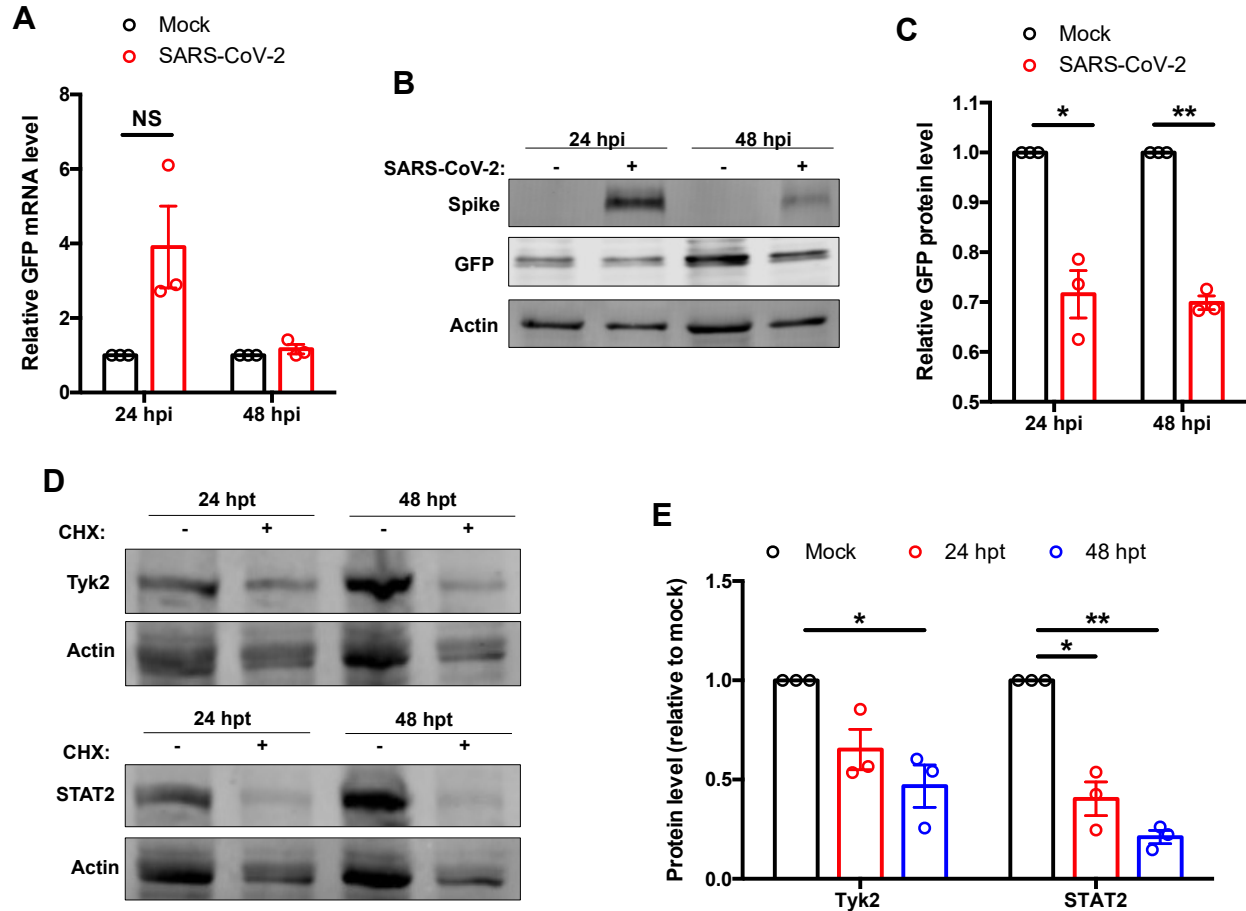 A
Mock
SARS-CoV-2
Relative GFP mRNA level
8
6
4
2
0
NS
24 hpi
48 hpi
B
24 hpi 48 hpi
SARS-CoV-2: - + - +
Spike
GFP
Actin
C
Mock
SARS-CoV-2
Relative GFP protein level
1.1
1.0
0.9
0.8
0.7
0.6
0.5
* **
24 hpi
48 hpi
D
24 hpt 48 hpt
CHX: - + - +
Tyk2
Actin
24 hpt 48 hpt
CHX: - + - +
STAT2
Actin
E
Mock 24 hpt 48 hpt
Protein level (relative to mock)
1.5
1.0
0.5
0.0
*
**
*
Tyk2
STAT2